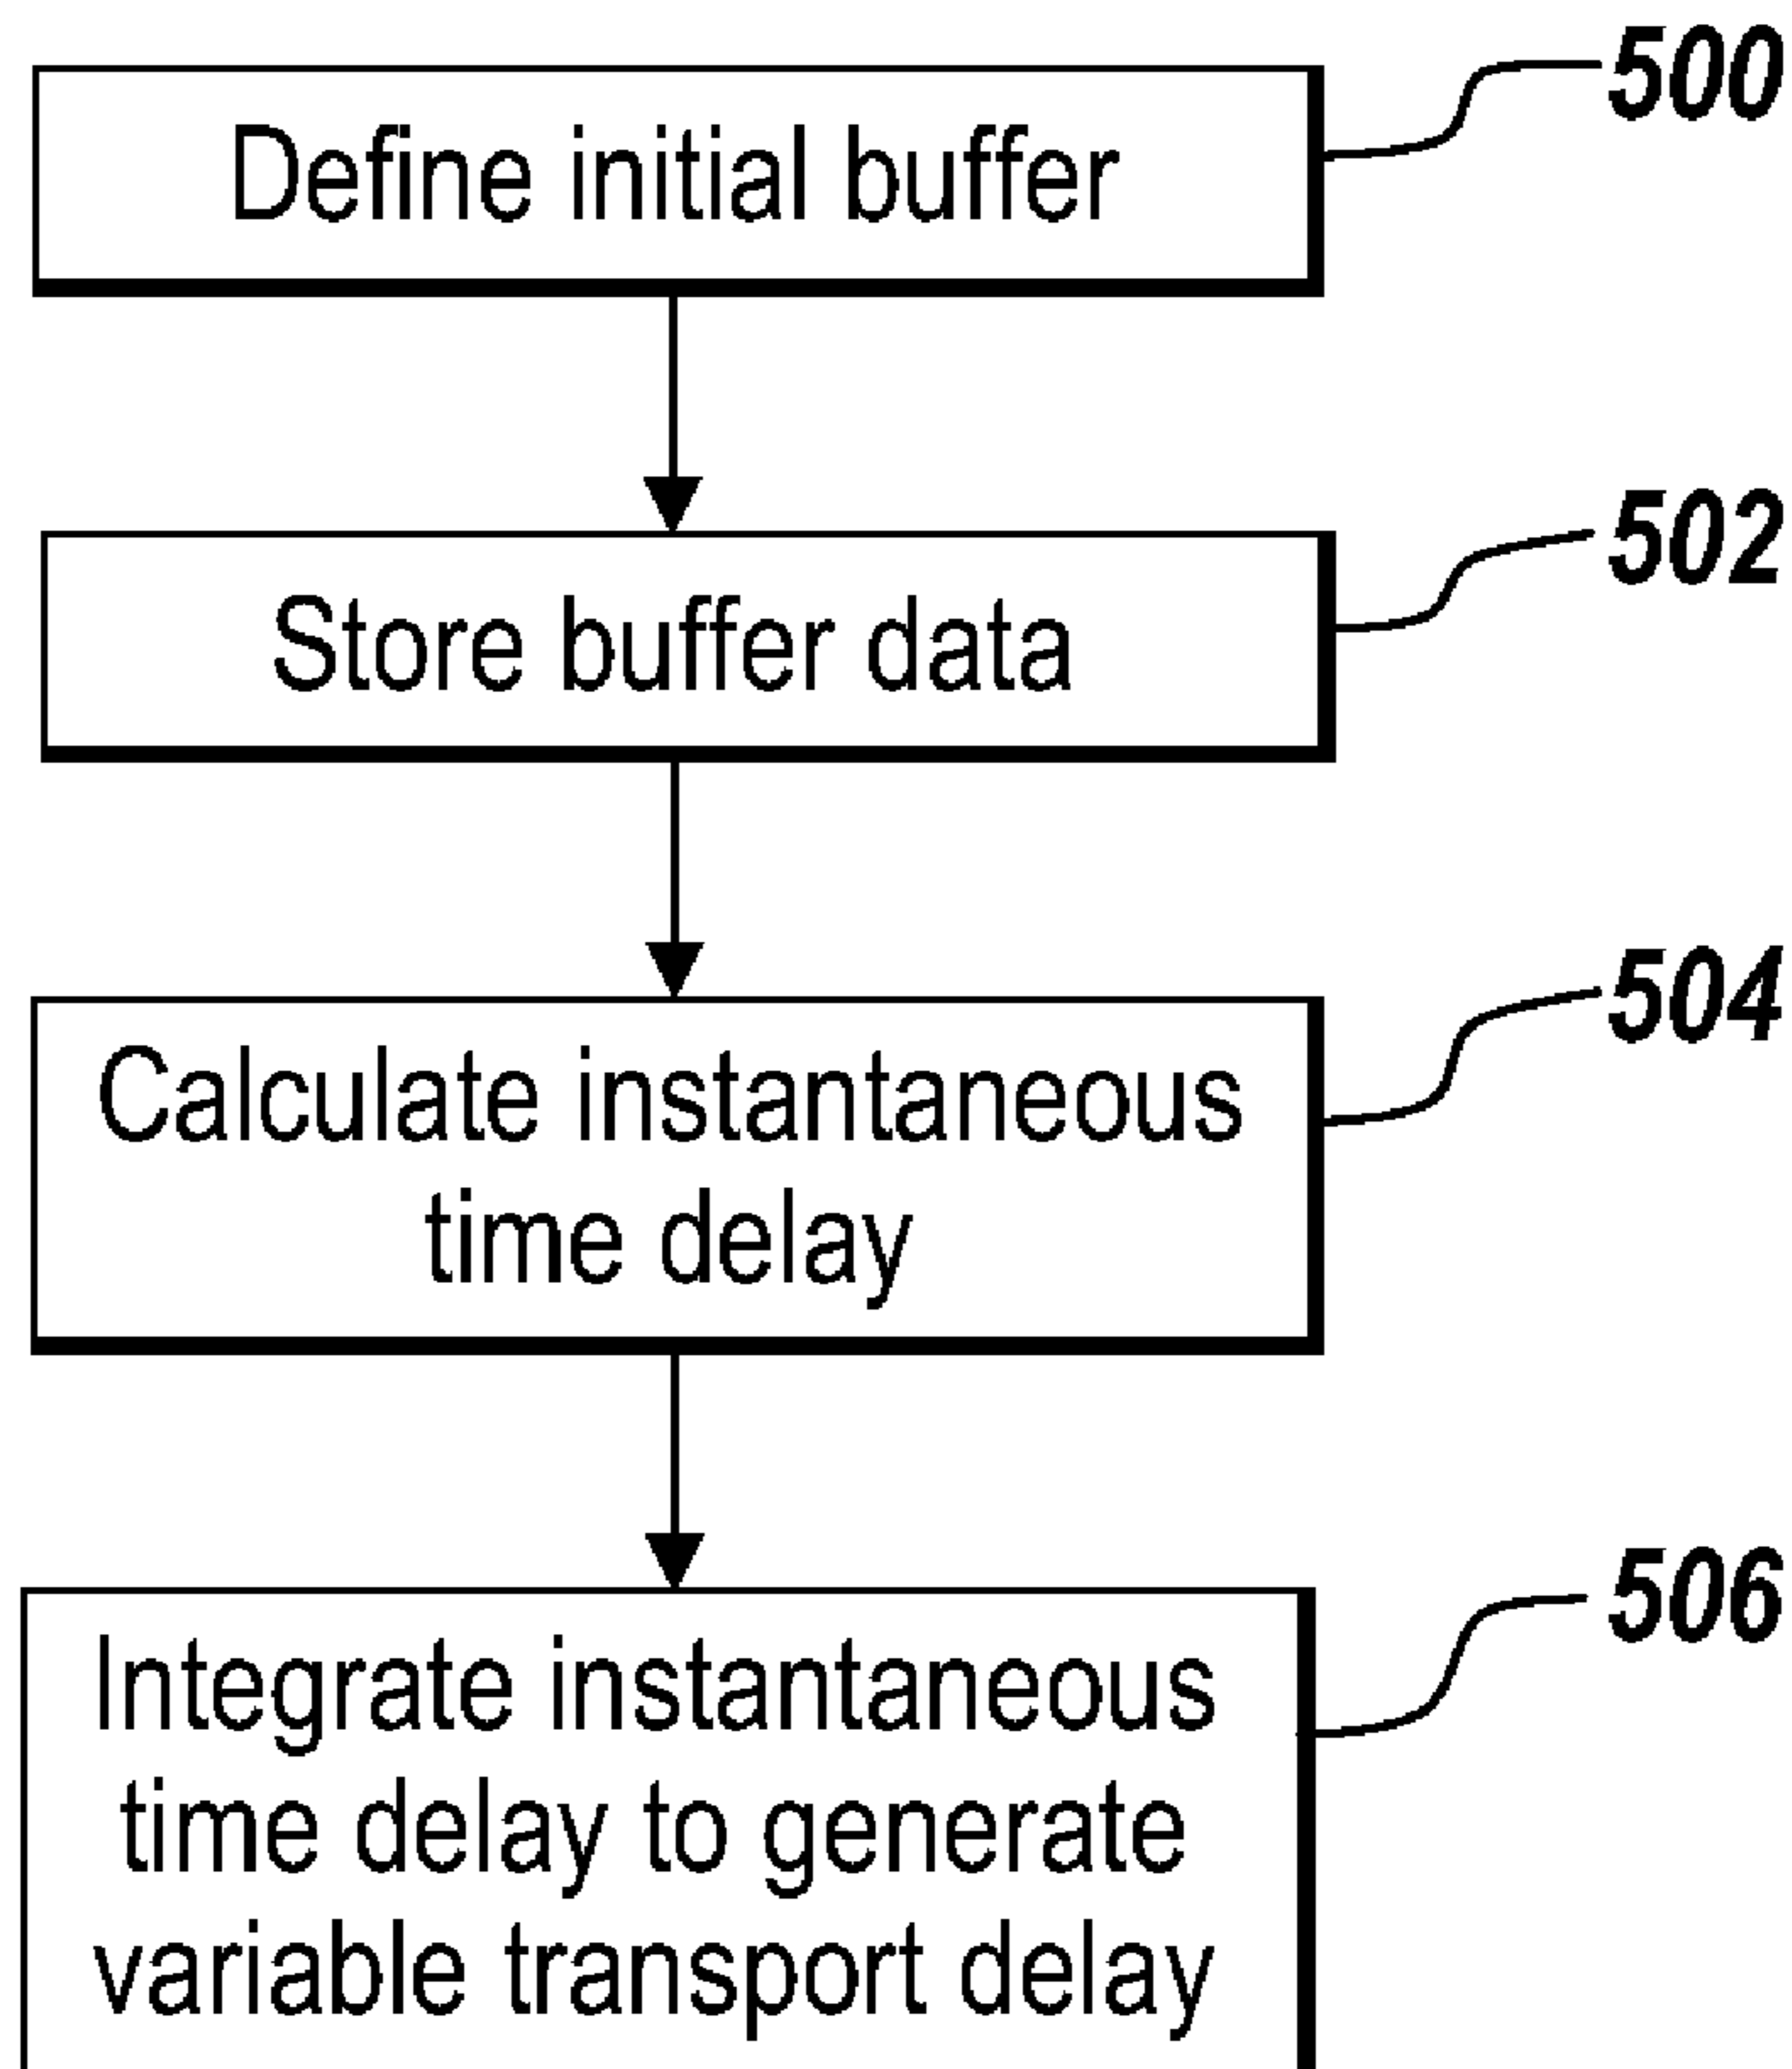 500
Define initial buffer
502
Store buffer data
504
Calculate instantaneous
time delay
506
Integrate instantaneous
time delay to generate
variable transport delay